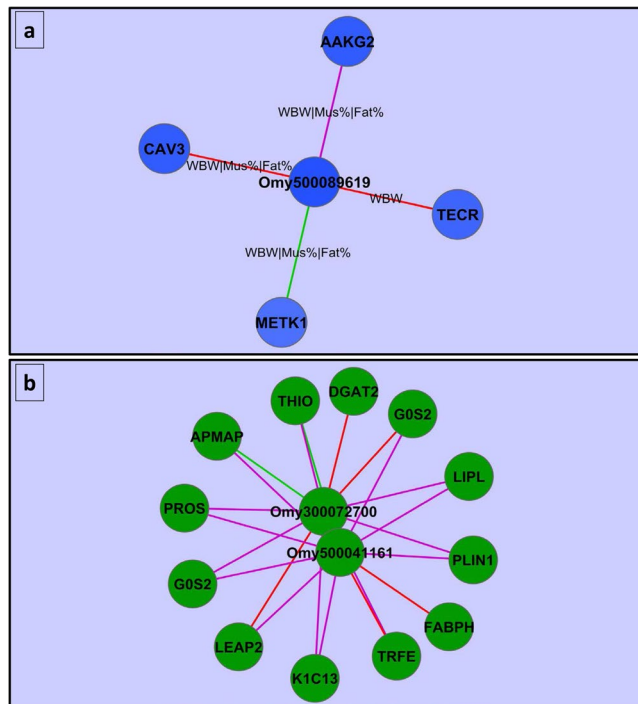 a
AAKG2
WBW|Mus%|Fat%
CAV3
WBW|Mus%|Fat%
Omy500089619
WBW
TECR
WBW|Mus%|Fat%
METK1
b
DGAT2
THIO
G0S2
APMAP
LIPL
PROS
Omy300072700
Omy500041161
PLIN1
G0S2
FABPH
LEAP2
TRFE
K1C13